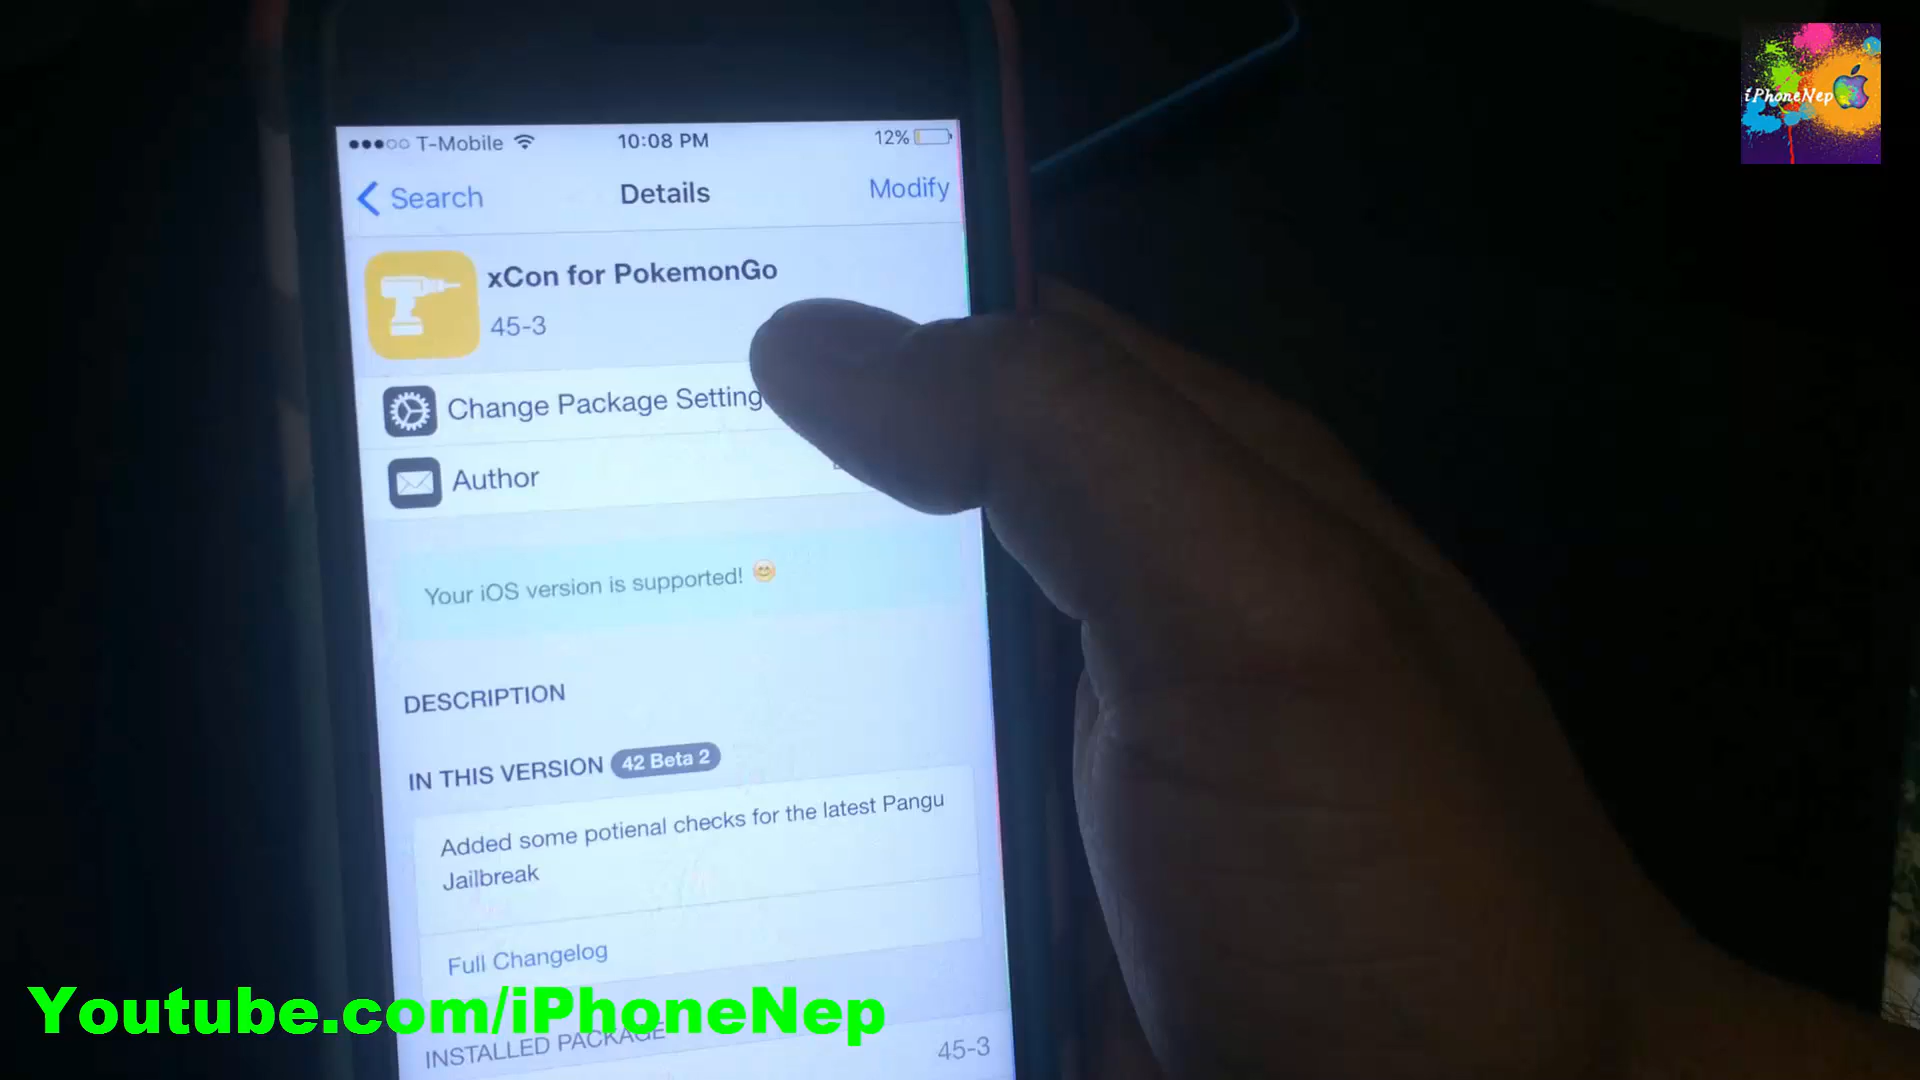 iPhoneNep
T-Mobile 10:08 PM 12%
Search Details Modify
xCon for PokemonGo
45-3
Change Package Setting
Author
Your iOS version is supported! 😊
DESCRIPTION
IN THIS VERSION 42 Beta 2
Added some potienal checks for the latest Pangu
Jailbreak
Full Changelog
Youtube.com/iPhoneNep
INSTALLED PACKAGE
45-3